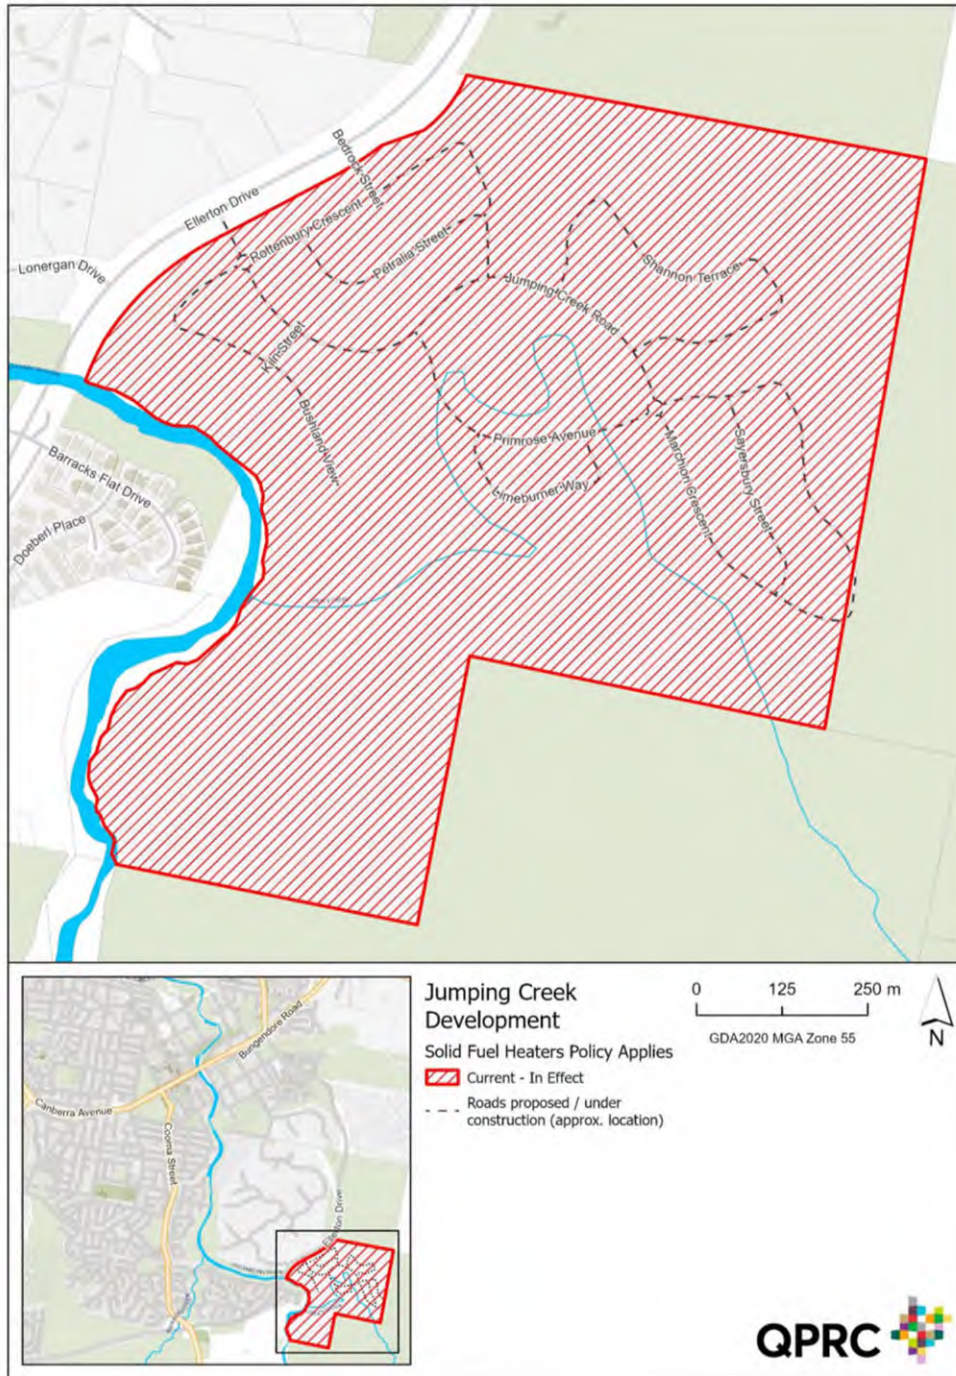 Bedrock Street
Ellerton Drive
Rottenbury Crescent
Petralia Street
Lonergan Drive
Shannon Terrace
Jumping Creek Road
Kiln Street
Bushland View
Primrose Avenue
Limeburner Way
Marchion Crescent
Sayersbury Street
Barracks Flat Drive
Doeberl Place
Bungendore Road
Canberra Avenue
Cooma Street
Ellerton Drive
Jumping Creek
Development
Solid Fuel Heaters Policy Applies
Current - In Effect
Roads proposed / under
construction (approx. location)
0 125 250 m
GDA2020 MGA Zone 55
N
QPRC